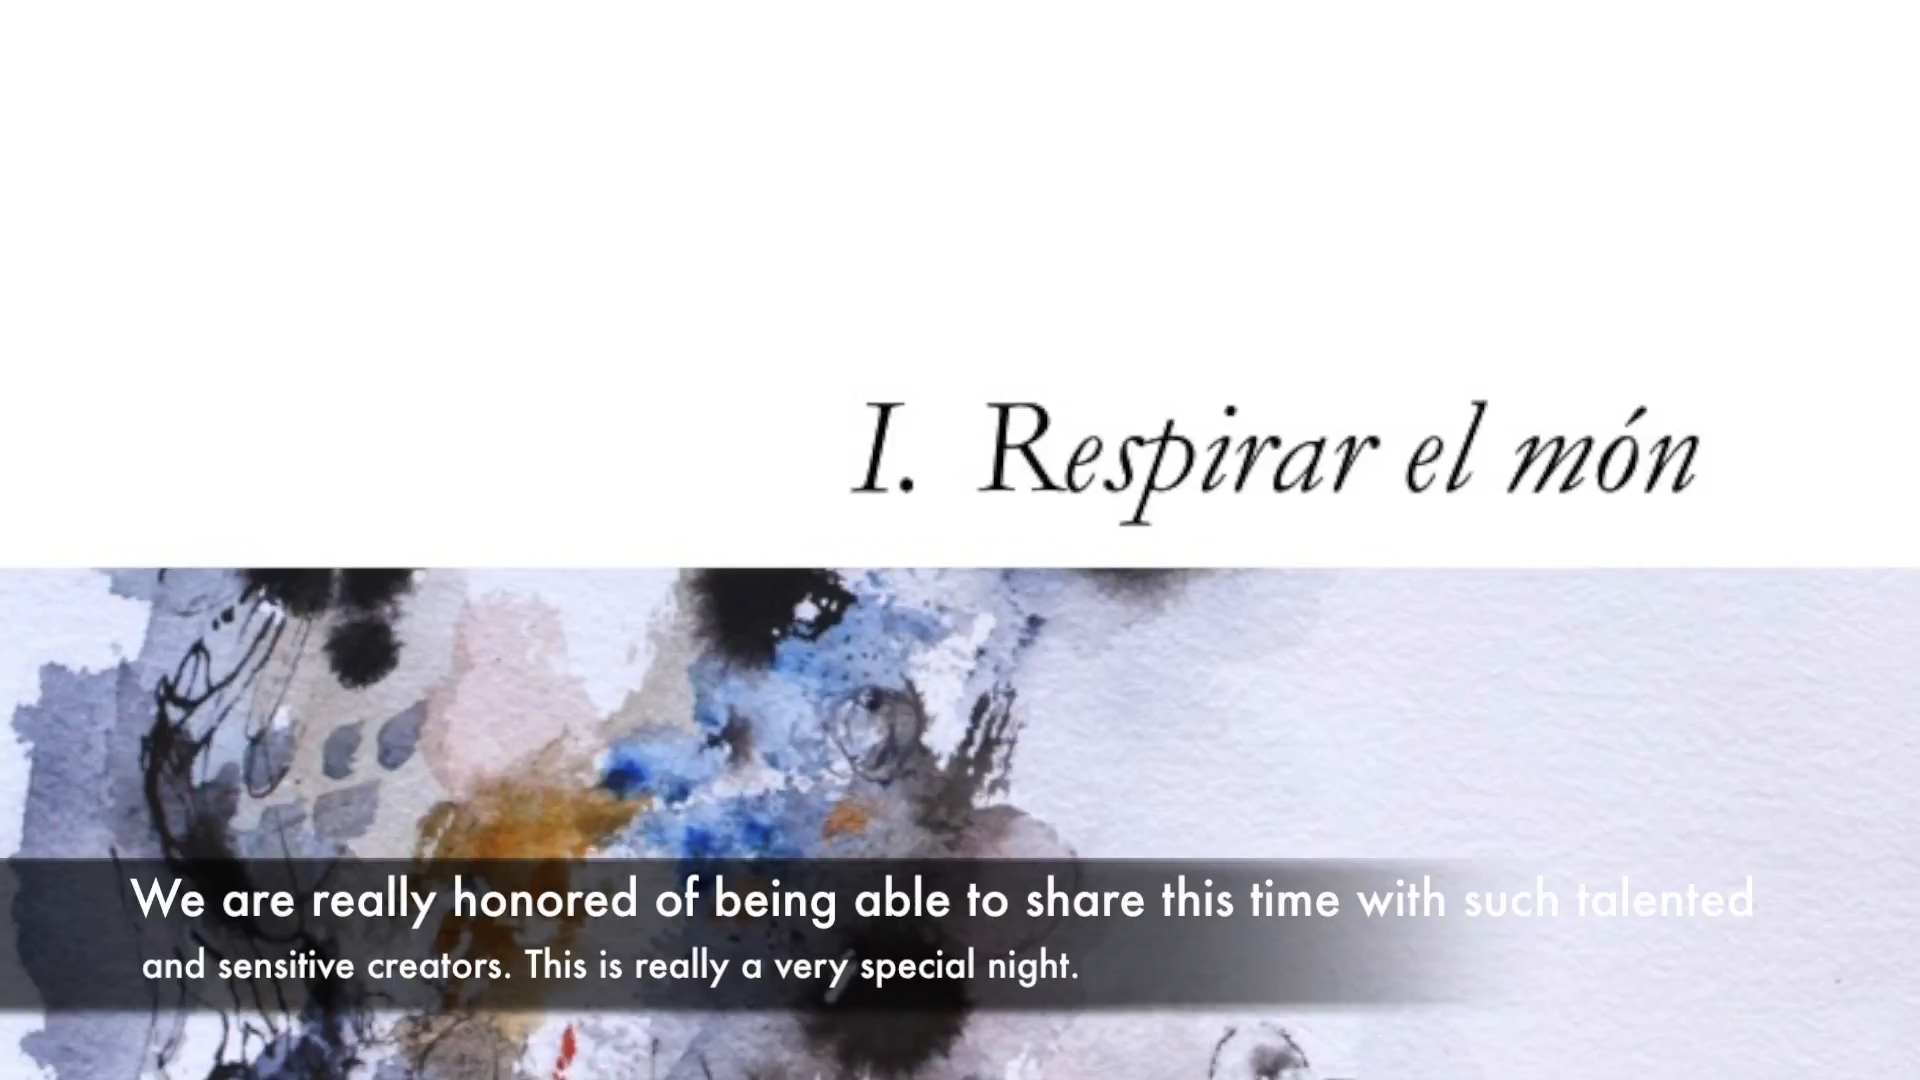 I. Respirar el món
We are really honored of being able to share this time with such talented
and sensitive creators. This is really a very special night.